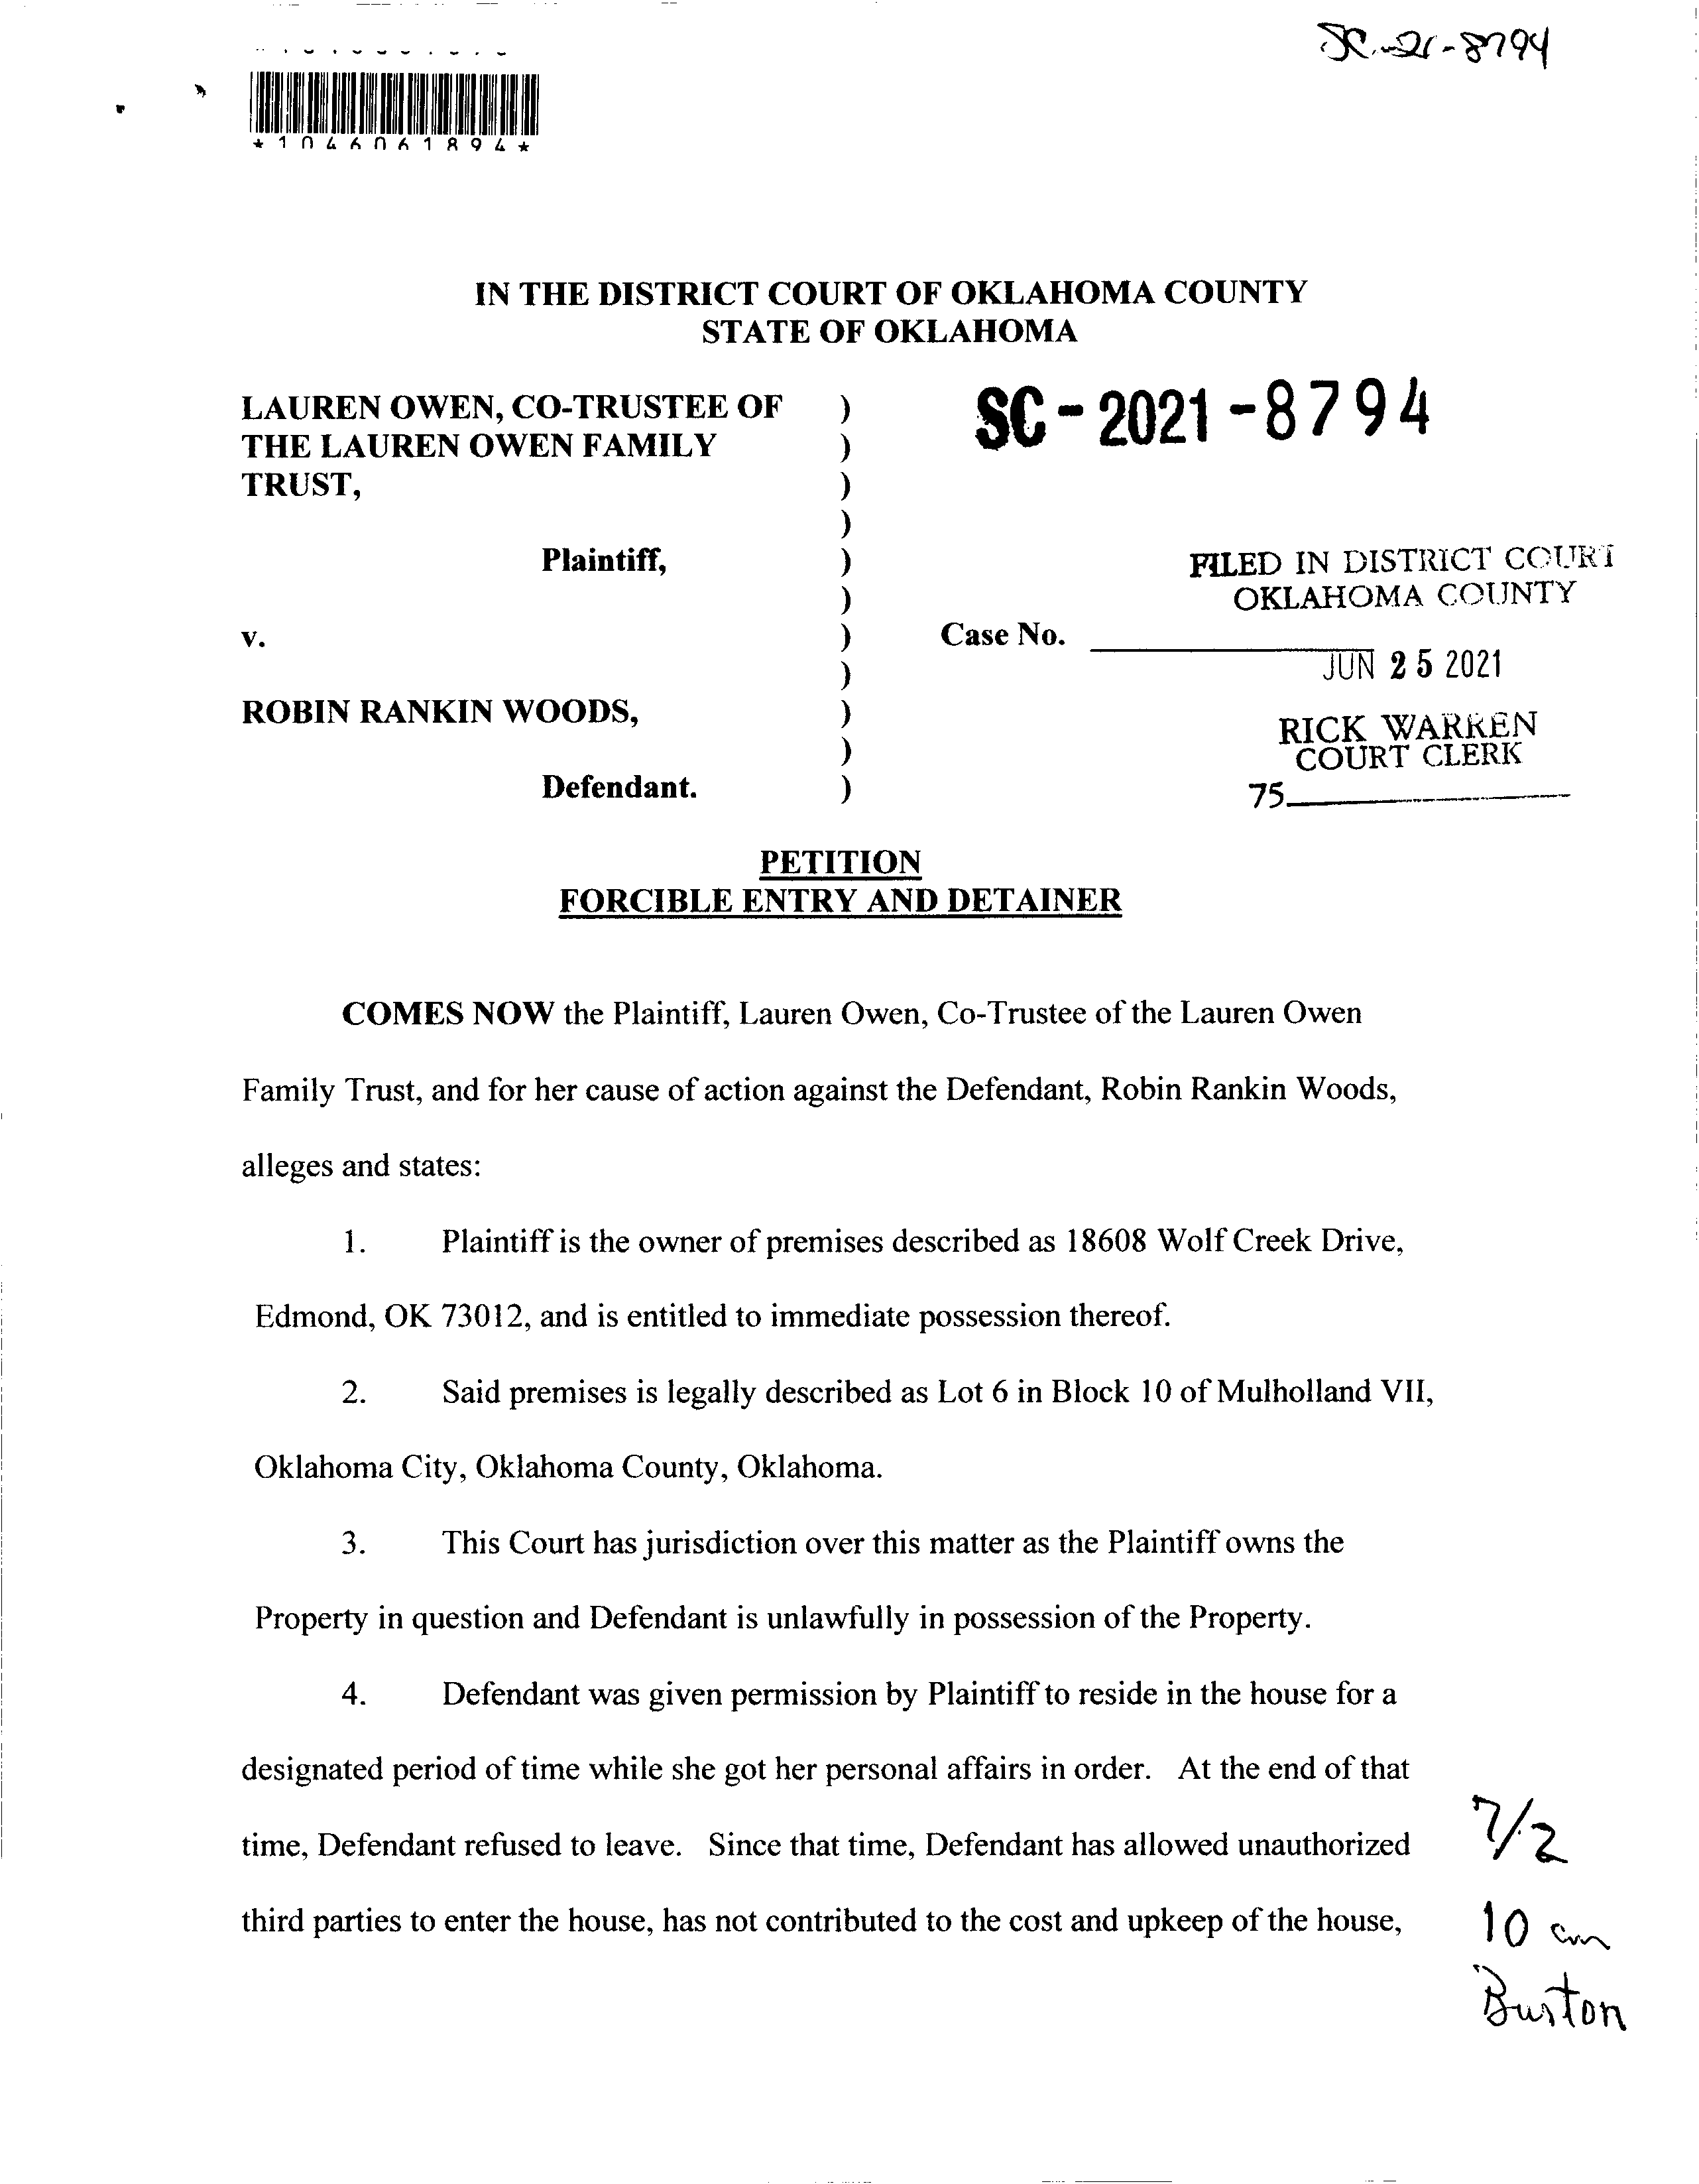 SC-21-8794
*1046061894*
IN THE DISTRICT COURT OF OKLAHOMA COUNTY
STATE OF OKLAHOMA
LAUREN OWEN, CO-TRUSTEE OF )
THE LAUREN OWEN FAMILY )
TRUST, )
)
SC-2021-8794
Plaintiff, )
)
FILED IN DISTRICT COURT
OKLAHOMA COUNTY
v. ) Case No.
)
JUN 25 2021
ROBIN RANKIN WOODS, )
)
RICK WARREN
COURT CLERK
Defendant. )
75
PETITION
FORCIBLE ENTRY AND DETAINER
COMES NOW the Plaintiff, Lauren Owen, Co-Trustee of the Lauren Owen
Family Trust, and for her cause of action against the Defendant, Robin Rankin Woods,
alleges and states:
1. Plaintiff is the owner of premises described as 18608 Wolf Creek Drive,
Edmond, OK 73012, and is entitled to immediate possession thereof.
2. Said premises is legally described as Lot 6 in Block 10 of Mulholland VII,
Oklahoma City, Oklahoma County, Oklahoma.
3. This Court has jurisdiction over this matter as the Plaintiff owns the
Property in question and Defendant is unlawfully in possession of the Property.
4. Defendant was given permission by Plaintiff to reside in the house for a
designated period of time while she got her personal affairs in order. At the end of that
time, Defendant refused to leave. Since that time, Defendant has allowed unauthorized
third parties to enter the house, has not contributed to the cost and upkeep of the house,
7/2
10 am
Burton